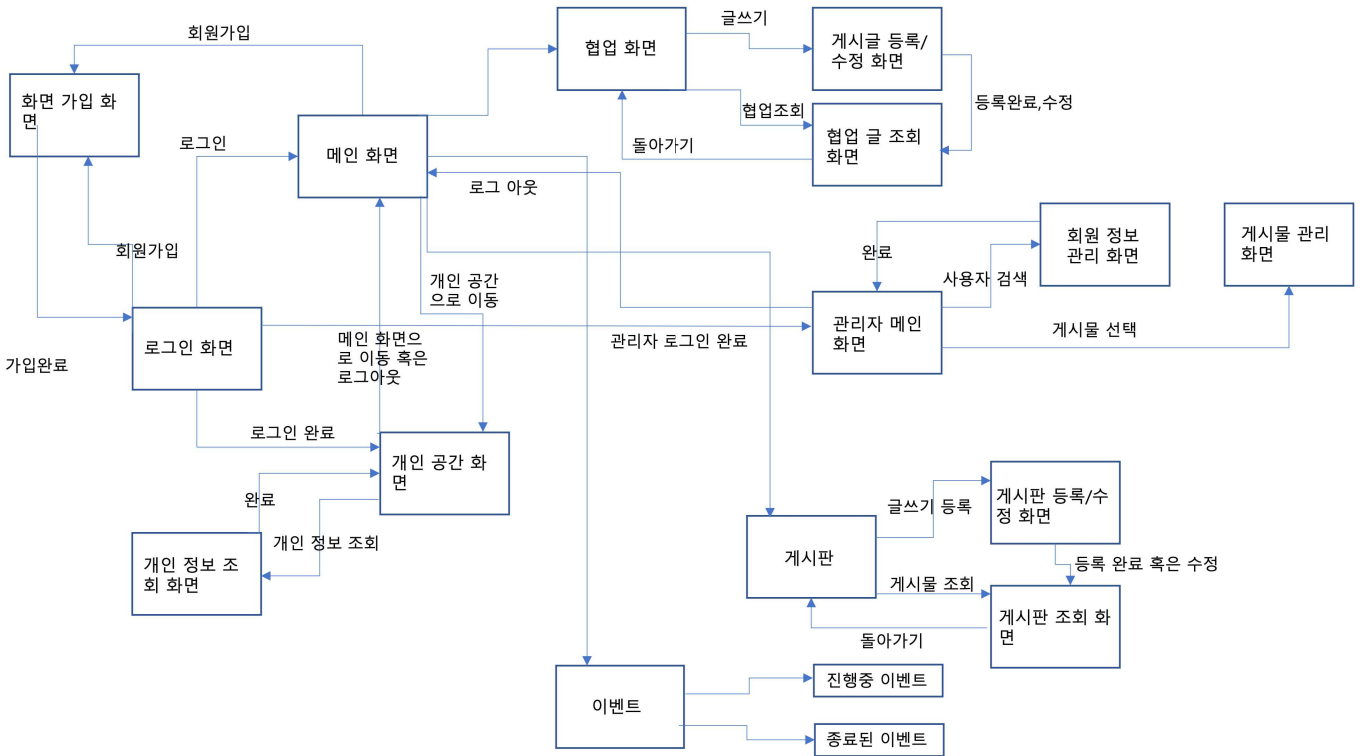 회원가입
글쓰기
협업 화면
게시글 등록/
수정 화면
화면 가입 화
면
등록완료,수정
협업조회
로그인
메인 화면
돌아가기
협업 글 조회
화면
로그 아웃
회원가입
개인 공간
으로 이동
완료
사용자 검색
회원 정보
관리 화면
게시물 관리
화면
로그인 화면
가입완료
메인 화면으
로 이동 혹은
로그아웃
관리자 로그인 완료
관리자 메인
화면
게시물 선택
로그인 완료
개인 공간 화
면
완료
개인 정보 조회
개인 정보 조
회 화면
글쓰기 등록
게시판 등록/수
정 화면
게시판
등록 완료 혹은 수정
게시물 조회
게시판 조회 화
면
돌아가기
이벤트
진행중 이벤트
종료된 이벤트